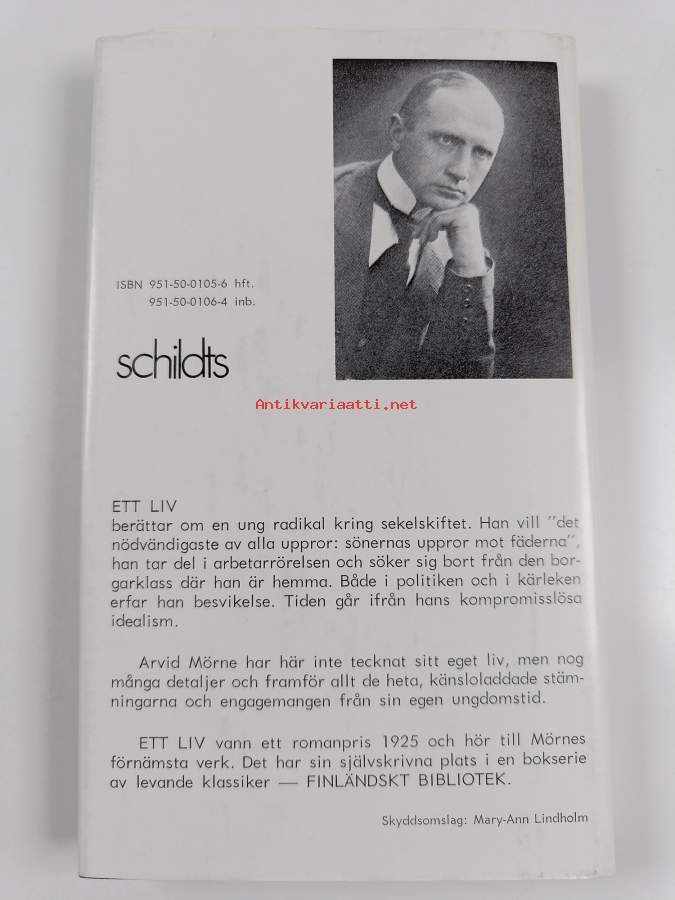 ISBN 951-50-0105-6 hft.
951-50-0106-4 inb.
schildts
Antikvariaatti.net
ETT LIV
berättar om en ung radikal kring sekelskiftet. Han vill "det
nödvändigaste av alla uppror: sönernas uppror mot fäderna",
han tar del i arbetarrörelsen och söker sig bort från den bor-
garklass där han är hemma. Både i politiken och i kärleken
erfar han besvikelse. Tiden går ifrån hans kompromisslösa
idealism.
Arvid Mörne har här inte tecknat sitt eget liv, men nog
många detaljer och framför allt de heta, känsloladdade stäm-
ningarna och engagemangen från sin egen ungdomstid.
ETT LIV vann ett romanpris 1925 och hör till Mörnes
förnämsta verk. Det har sin självskrivna plats i en bokserie
av levande klassiker — FINLÄNDSKT BIBLIOTEK.
Skyddsomslag: Mary-Ann Lindholm